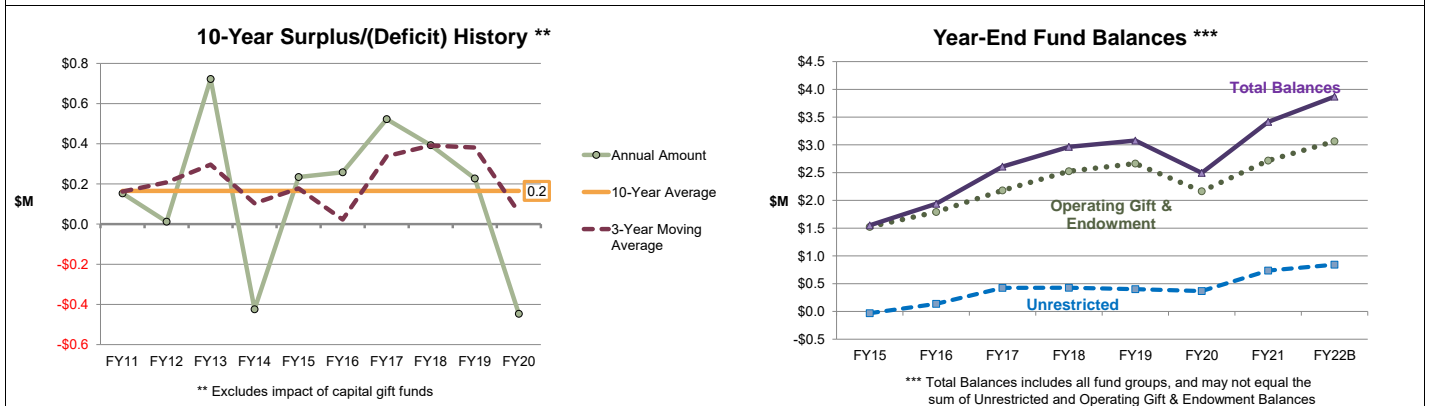 10-Year Surplus/(Deficit) History **
$0.8
$0.6
$0.4
$0.2
$0.0
-$0.2
-$0.4
-$0.6
$M
0.2
FY11 FY12 FY13 FY14 FY15 FY16 FY17 FY18 FY19 FY20
Annual Amount
10-Year Average
3-Year Moving
Average
** Excludes impact of capital gift funds
Year-End Fund Balances ***
$4.5
$4.0
$3.5
$3.0
$2.5
$2.0
$1.5
$1.0
$0.5
$0.0
-$0.5
$M
Total Balances
Operating Gift &
Endowment
Unrestricted
FY15 FY16 FY17 FY18 FY19 FY20 FY21 FY22B
*** Total Balances includes all fund groups, and may not equal the
sum of Unrestricted and Operating Gift & Endowment Balances